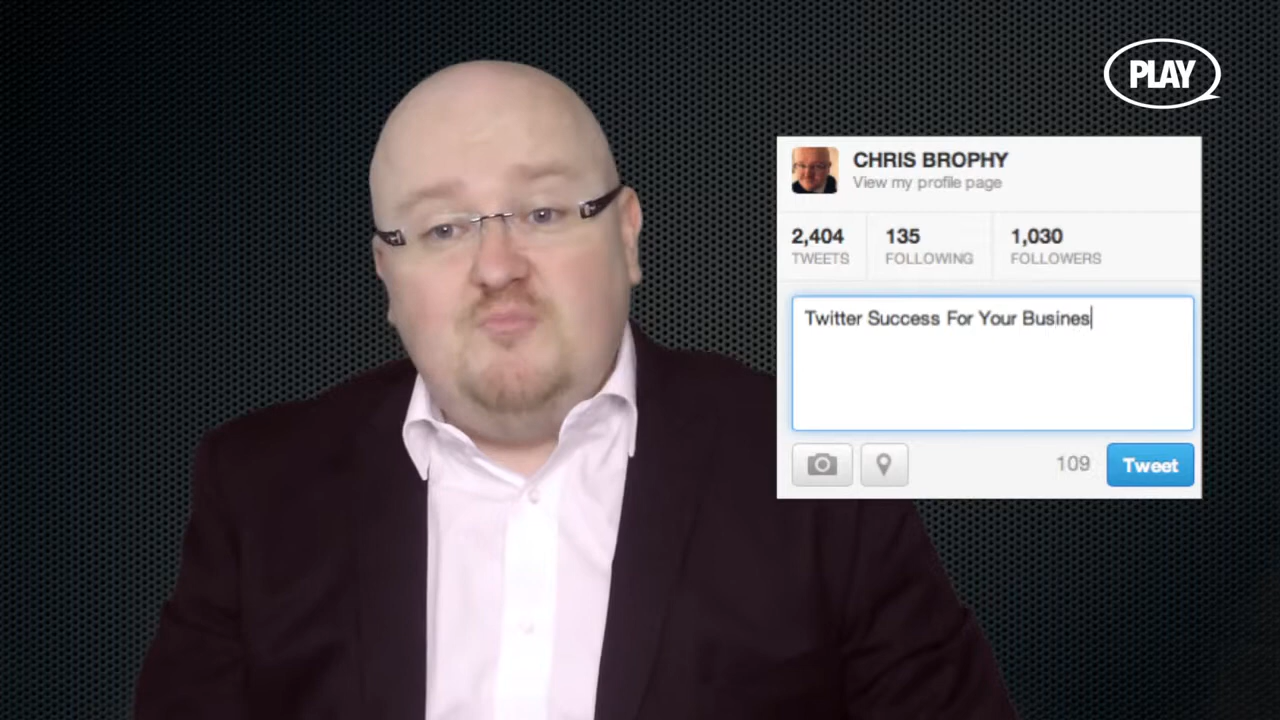 PLAY
CHRIS BROPHY
View my profile page
2,404 135 1,030
TWEETS FOLLOWING FOLLOWERS
Twitter Success For Your Busines
109 Tweet